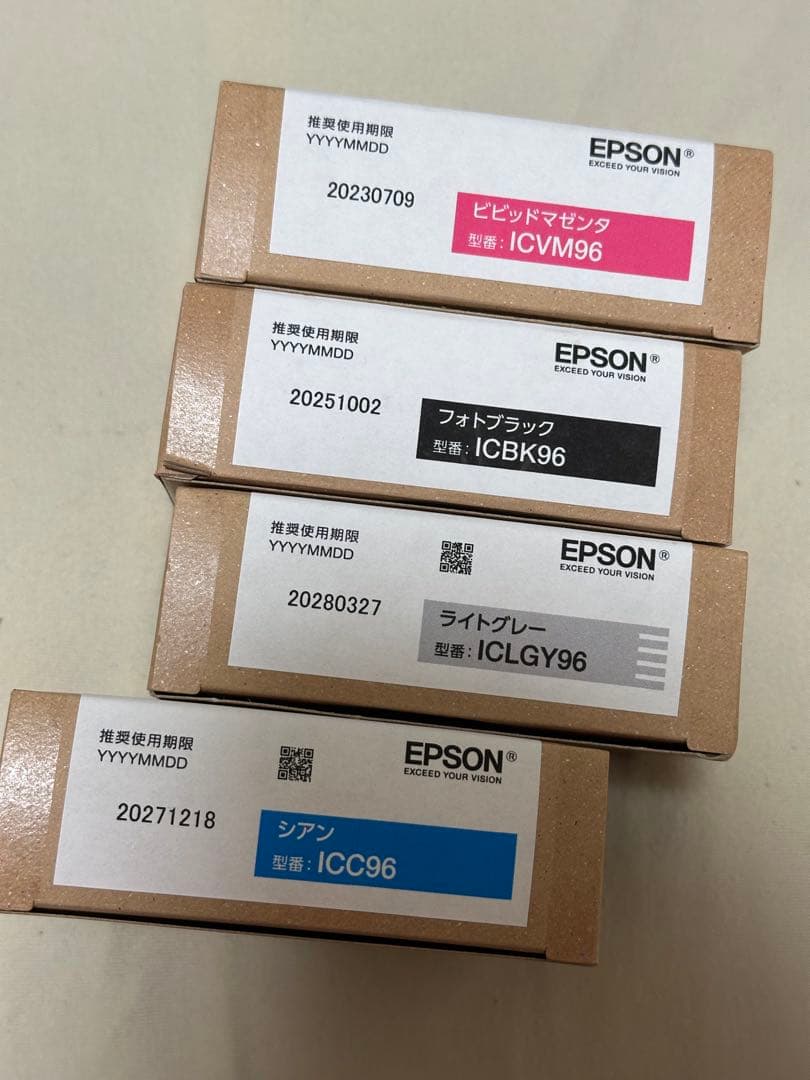 推奨使用期限
YYYYMMDD
EPSON®
EXCEED YOUR VISION
20230709
ビビッドマゼンタ
型番: ICVM96
推奨使用期限
YYYYMMDD
EPSON®
EXCEED YOUR VISION
20251002
フォトブラック
型番: ICBK96
推奨使用期限
YYYYMMDD
EPSON®
EXCEED YOUR VISION
20280327
ライトグレー
型番: ICLGY96
推奨使用期限
YYYYMMDD
EPSON®
EXCEED YOUR VISION
20271218
シアン
型番: ICC96